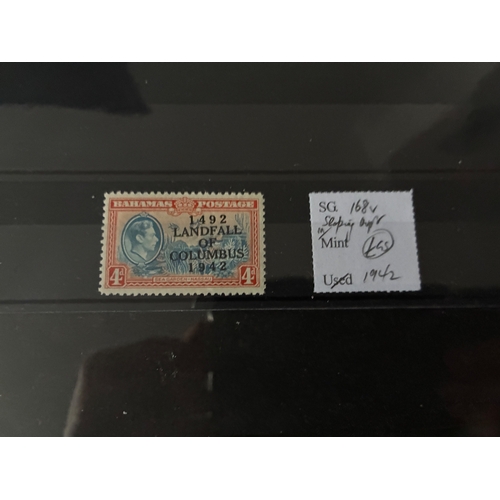 BAHAMAS POSTAGE
1492
LANDFALL
OF
COLUMBUS
1942
4d 4d
SG. 168
Mint
Used 1942